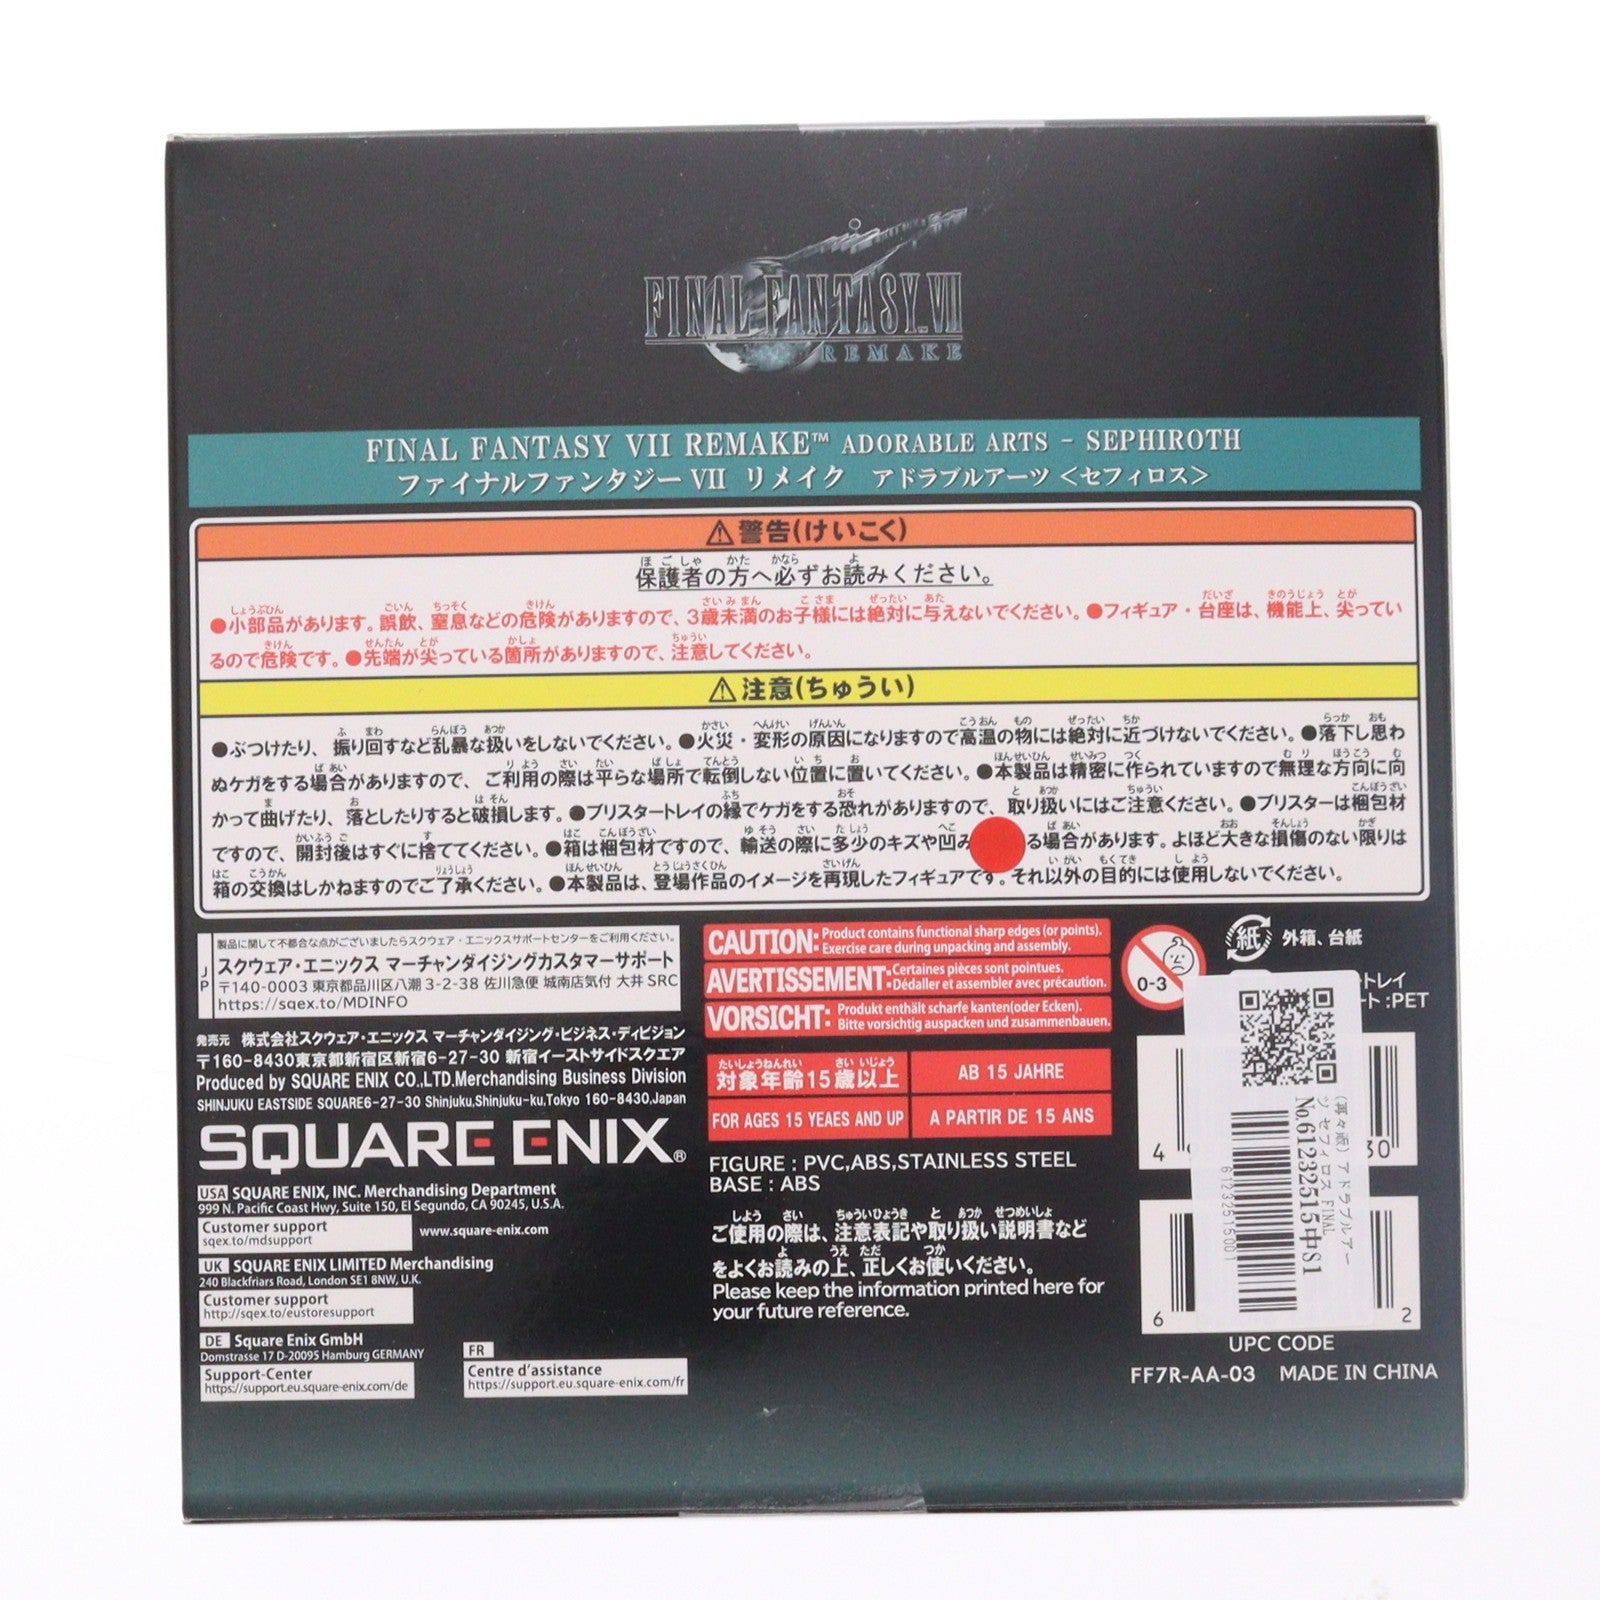 FINAL FANTASY VII
REMAKE
FINAL FANTASY VII REMAKE™ ADORABLE ARTS - SEPHIROTH
ファイナルファンタジーVII リメイク アドラブルアーツ <セフィロス>
⚠警告(けいこく)
保護者の方へ必ずお読みください。
●小部品があります。誤飲、窒息などの危険がありますので、3歳未満のお子様には絶対に与えないでください。●フィギュア・台座は、機能上、尖ってい
るので危険です。●先端が尖っている箇所がありますので、注意してください。
⚠注意(ちゅうい)
●ぶつけたり、振り回すなど乱暴な扱いをしないでください。●火災・変形の原因になりますので高温の物には絶対に近づけないでください。●落下し思わ
ぬケガをする場合がありますので、ご利用の際は平らな場所で転倒しない位置に置いてください。●本製品は精密に作られていますので無理な方向に向
かって曲げたり、落としたりすると破損します。●ブリスタートレイの縁でケガをする恐れがありますので、取り扱いにはご注意ください。●ブリスターは梱包材
ですので、開封後はすぐに捨ててください。●箱は梱包材ですので、輸送の際に多少のキズや凹み る場合があります。よほど大きな損傷のない限りは
箱の交換はしかねますのでご了承ください。●本製品は、登場作品のイメージを再現したフィギュアです。それ以外の目的には使用しないでください。
JP
製品に関して不都合な点がございましたらスクウェア・エニックスサポートセンターをご利用ください。
スクウェア・エニックス マーチャンダイジングカスタマーサポート
〒140-0003 東京都品川区八潮 3-2-38 佐川急便 城南店気付 大井 SRC
https://sqex.to/MDINFO
発売元 株式会社スクウェア・エニックス マーチャンダイジング・ビジネス・ディビジョン
〒160-8430東京都新宿区新宿6-27-30 新宿イーストサイドスクエア
Produced by SQUARE ENIX CO.,LTD.Merchandising Business Division
SHINJUKU EASTSIDE SQUARE6-27-30 Shinjuku,Shinjuku-ku,Tokyo 160-8430,Japan
SQUARE ENIX®
USA SQUARE ENIX, INC. Merchandising Department
999 N. Pacific Coast Hwy, Suite 150, El Segundo, CA 90245, U.S.A.
Customer support
sqex.to/mdsupport
www.square-enix.com
UK SQUARE ENIX LIMITED Merchandising
240 Blackfriars Road, London SE1 8NW, U.K.
Customer support
http://sqex.to/eustoresupport
DE Square Enix GmbH
Domstrasse 17 D-20095 Hamburg GERMANY
Support-Center
https://support.eu.square-enix.com/de
FR
Centre d'assistance
https://support.eu.square-enix.com/fr
CAUTION: Product contains functional sharp edges (or points).
Exercise care during unpacking and assembly.
AVERTISSEMENT: Certaines pièces sont pointues.
Dédaller et assembler avec précaution.
VORSICHT: Produkt enthält scharfe kanten(oder Ecken).
Bitte vorsichtig auspacken und zusammenbauen.
対象年齢15歳以上
AB 15 JAHRE
FOR AGES 15 YEAES AND UP
A PARTIR DE 15 ANS
FIGURE : PVC,ABS,STAINLESS STEEL
BASE : ABS
ご使用の際は、注意表記や取り扱い説明書など
をよくお読みの上、正しくお使いください。
Please keep the information printed here for
your future reference.
0-3
紙 外箱、台紙
トレイ
ート:PET
4
30
6
2
UPC CODE
FF7R-AA-03 MADE IN CHINA
(再々販) アドラブルアー
ツ セフィロス FINAL
No.612325151中S1
612325151001